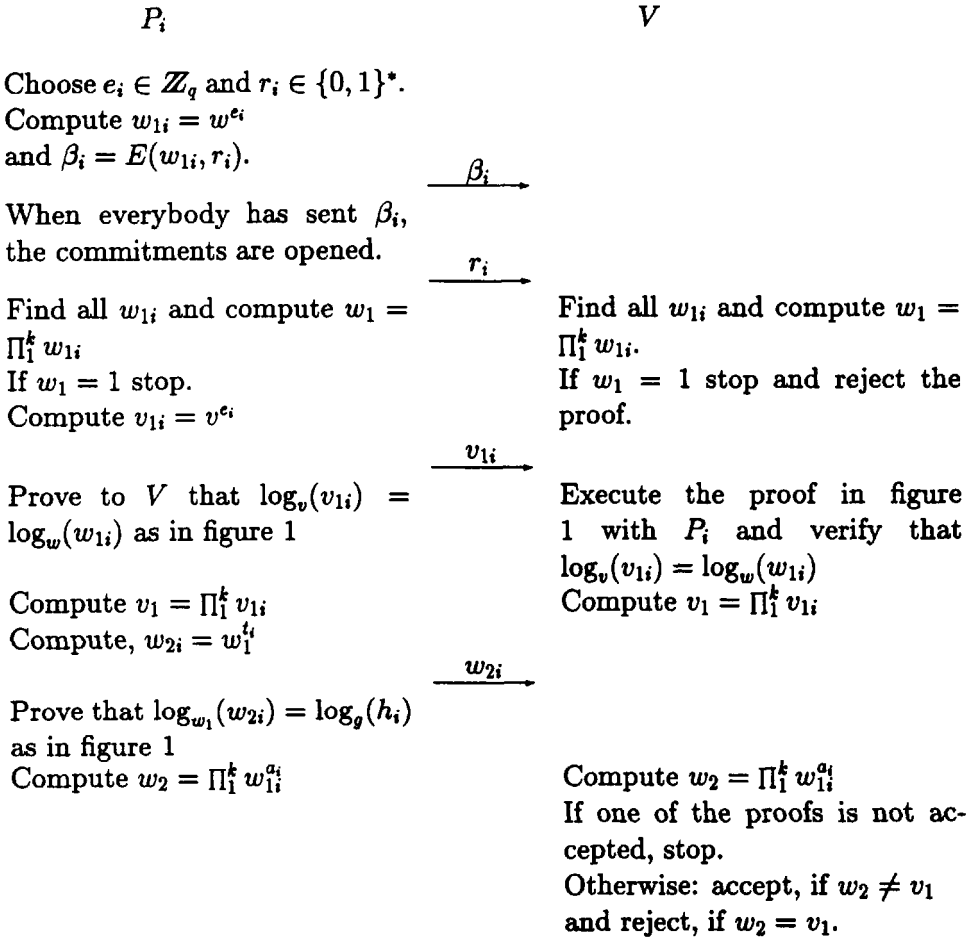 P_i V
Choose e_i ∈ ℤ_q and r_i ∈ {0, 1}*.
Compute w_{1i} = w^{e_i}
and β_i = E(w_{1i}, r_i).
β_i
When everybody has sent β_i,
the commitments are opened.
r_i
Find all w_{1i} and compute w_1 =
∏_1^k w_{1i}
If w_1 = 1 stop.
Compute v_{1i} = v^{e_i}
Find all w_{1i} and compute w_1 =
∏_1^k w_{1i}.
If w_1 = 1 stop and reject the
proof.
v_{1i}
Prove to V that log_v(v_{1i}) =
log_w(w_{1i}) as in figure 1
Execute the proof in figure
1 with P_i and verify that
log_v(v_{1i}) = log_w(w_{1i})
Compute v_1 = ∏_1^k v_{1i}
Compute v_1 = ∏_1^k v_{1i}
Compute, w_{2i} = w_1^{t_i}
w_{2i}
Prove that log_{w_1}(w_{2i}) = log_g(h_i)
as in figure 1
Compute w_2 = ∏_1^k w_{1i}^{a_i}
Compute w_2 = ∏_1^k w_{1i}^{a_i}
If one of the proofs is not ac-
cepted, stop.
Otherwise: accept, if w_2 ≠ v_1
and reject, if w_2 = v_1.